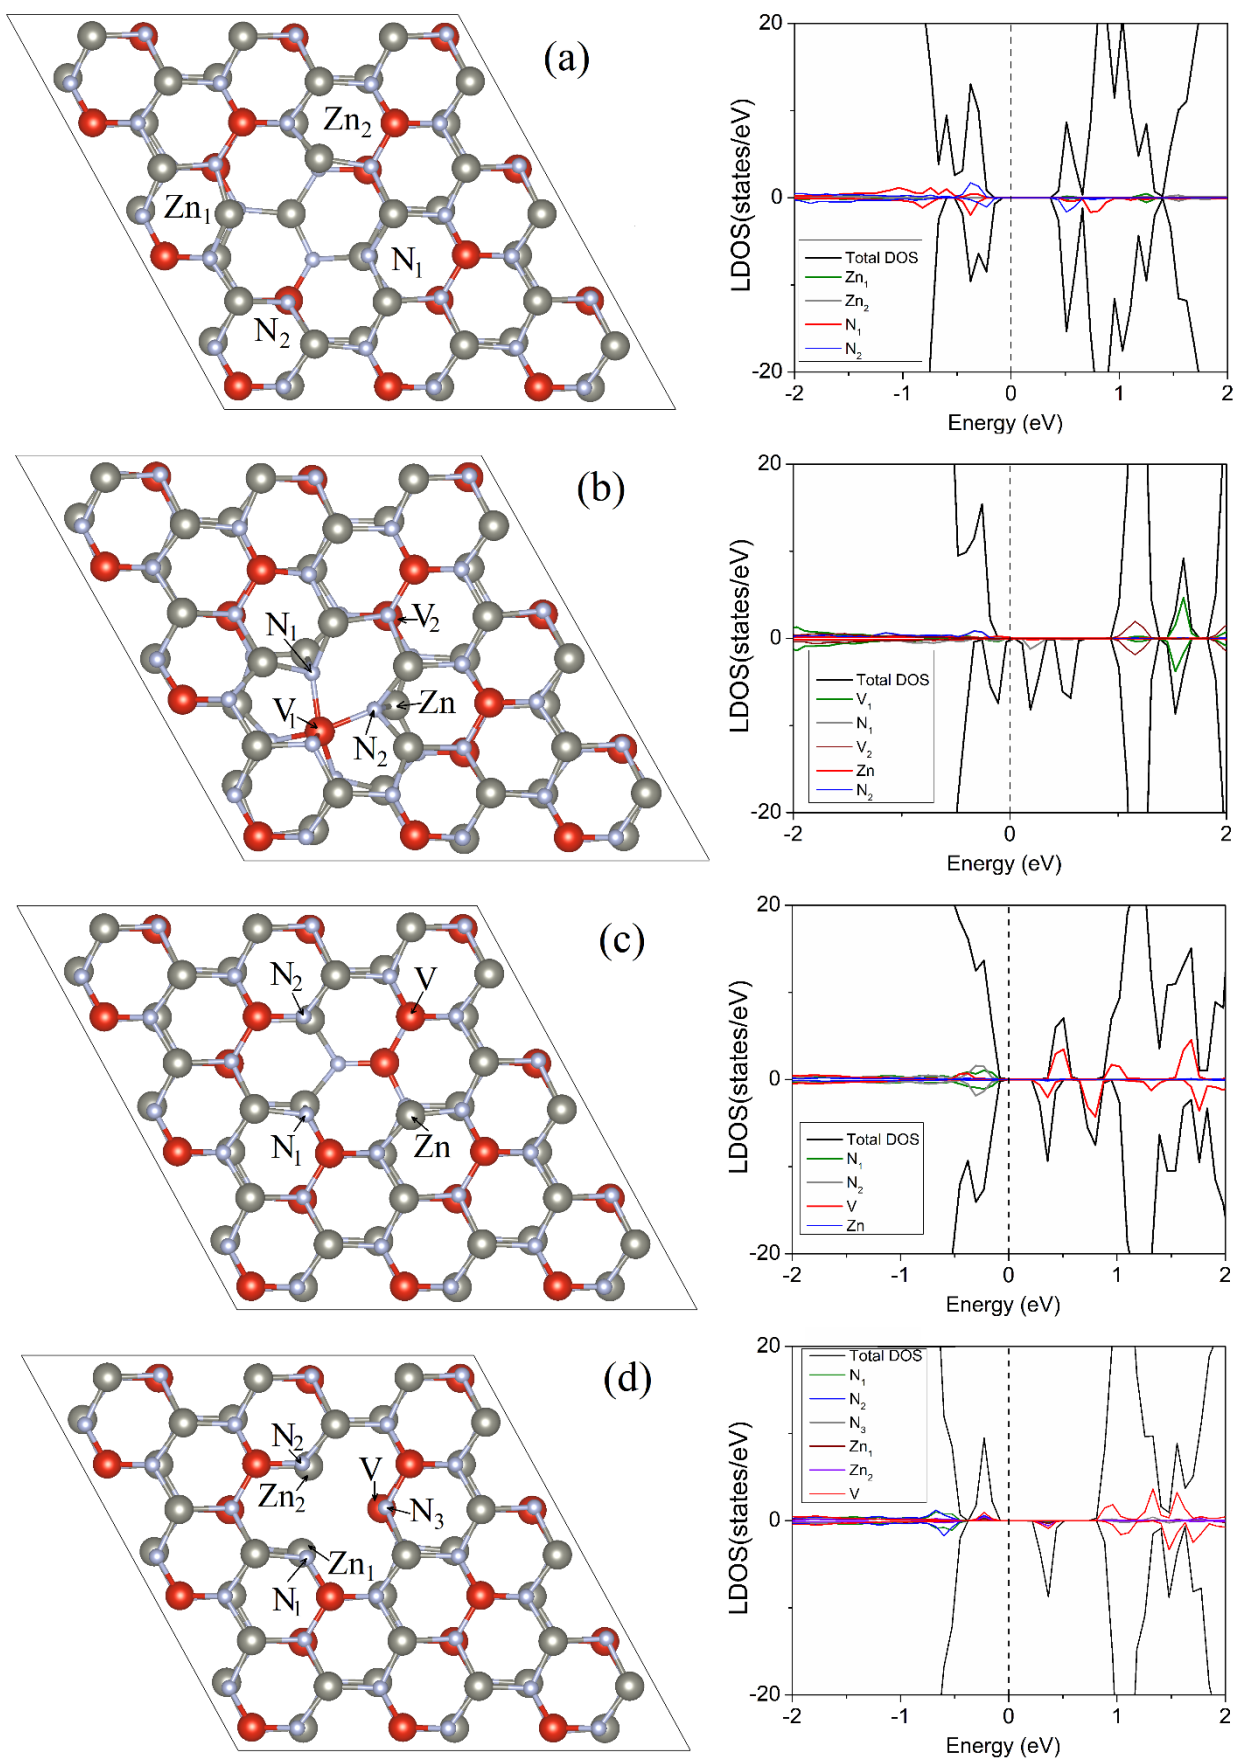 (a)
Zn2
Zn1
N1
N2
20
0
-20
LDOS(states/eV)
Total DOS
Zn1
Zn2
N1
N2
-2 -1 0 1 2
Energy (eV)
(b)
N1
V2
V1
Zn
N2
20
0
-20
LDOS(states/eV)
Total DOS
V1
N1
V2
Zn
N2
-2 -1 0 1 2
Energy (eV)
(c)
N2
V
N1
Zn
20
0
-20
LDOS(states/eV)
Total DOS
N1
N2
V
Zn
-2 -1 0 1 2
Energy (eV)
(d)
N2
Zn2
V
N3
Zn1
N1
20
0
-20
LDOS(states/eV)
Total DOS
N1
N2
N3
Zn1
Zn2
V
-2 -1 0 1 2
Energy (eV)